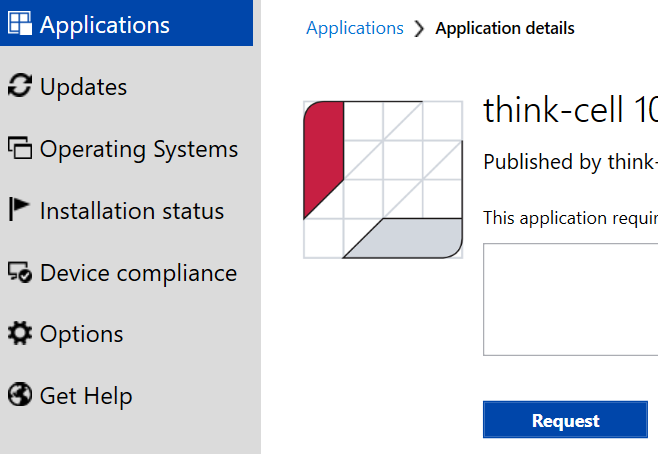 Applications
Updates
Operating Systems
Installation status
Device compliance
Options
Get Help
Applications > Application details
think-cell 10
Published by think-
This application requir
Request